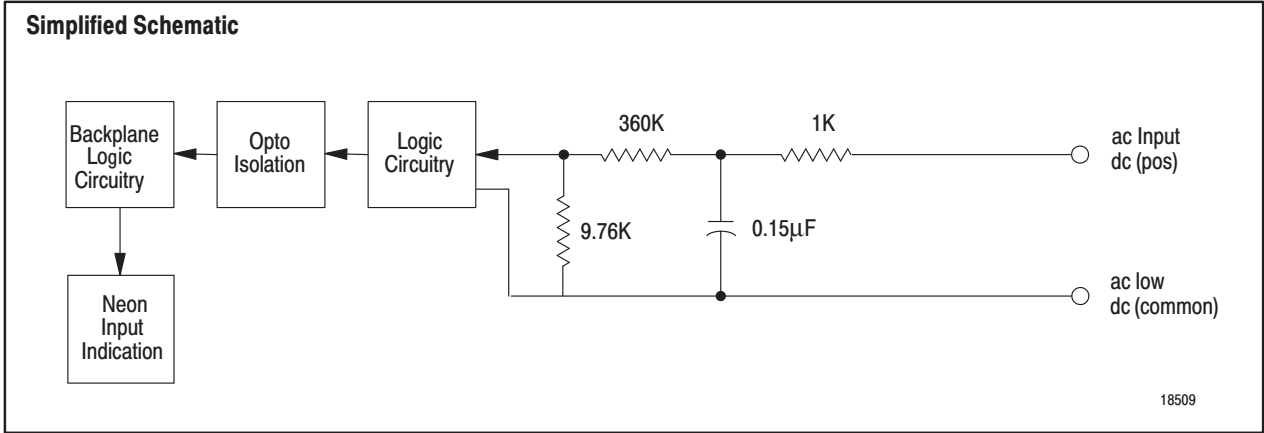 Simplified Schematic
Backplane
Logic
Circuitry
Opto
Isolation
Logic
Circuitry
360K
1K
ac Input
dc (pos)
9.76K
0.15µF
ac low
dc (common)
Neon
Input
Indication
18509